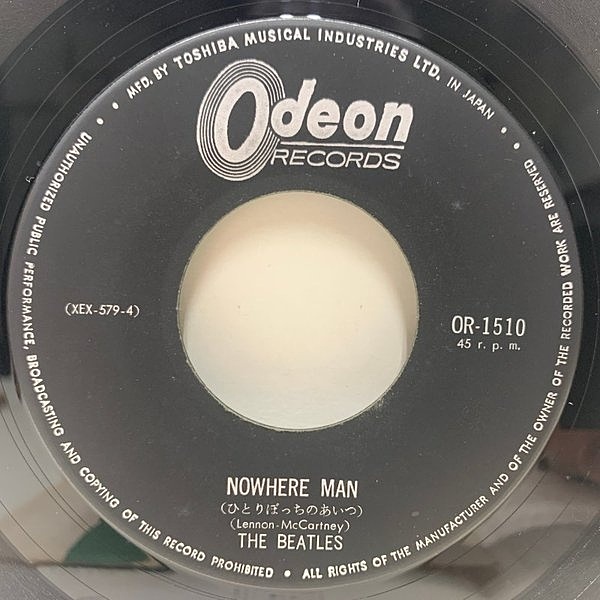 MFD. BY TOSHIBA MUSICAL INDUSTRIES LTD. IN JAPAN
Odeon
RECORDS
(XEX-579-4)
OR-1510
45 r. p. m.
NOWHERE MAN
(ひとりぼっちのあいつ)
(Lennon-McCartney)
THE BEATLES
UNAUTHORIZED PUBLIC PERFORMANCE, BROADCASTING AND COPYING OF THIS RECORD PROHIBITED • ALL RIGHTS OF THE MANUFACTURER AND OF THE OWNER OF THE RECORDED WORK ARE RESERVED